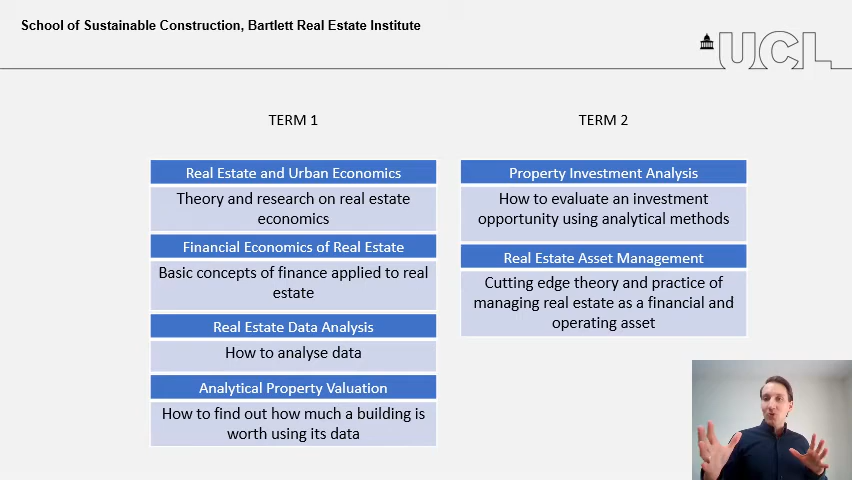 School of Sustainable Construction, Bartlett Real Estate Institute
UCL
TERM 1
Real Estate and Urban Economics
Theory and research on real estate
economics
Financial Economics of Real Estate
Basic concepts of finance applied to real
estate
Real Estate Data Analysis
How to analyse data
Analytical Property Valuation
How to find out how much a building is
worth using its data
TERM 2
Property Investment Analysis
How to evaluate an investment
opportunity using analytical methods
Real Estate Asset Management
Cutting edge theory and practice of
managing real estate as a financial and
operating asset